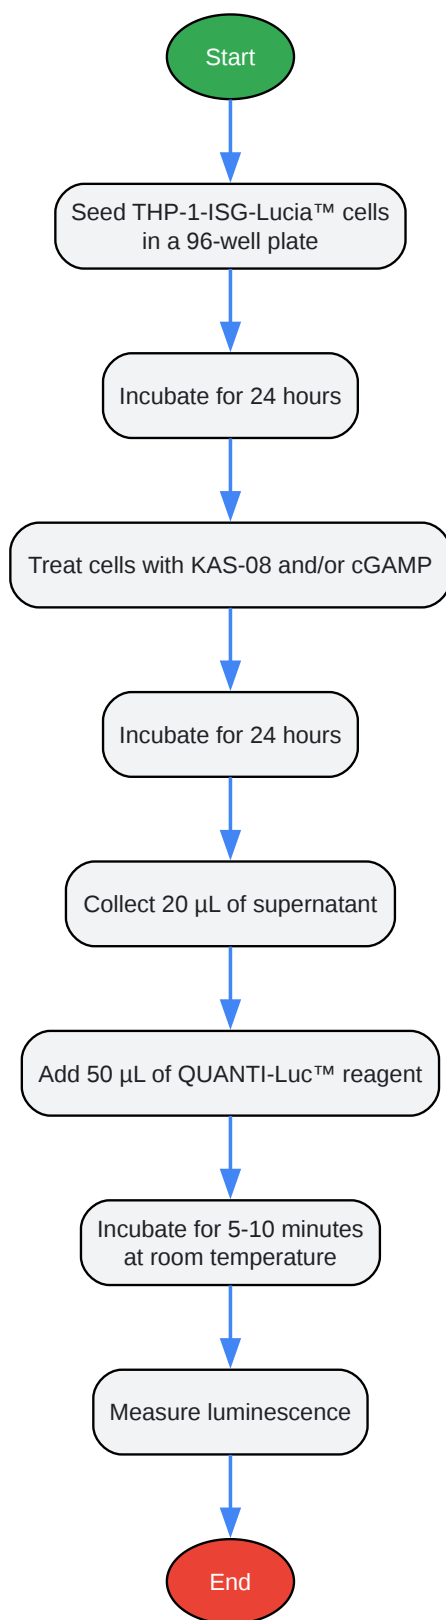 Start
Seed THP-1-ISG-Lucia™ cells
in a 96-well plate
Incubate for 24 hours
Treat cells with KAS-08 and/or cGAMP
Incubate for 24 hours
Collect 20 µL of supernatant
Add 50 µL of QUANTI-Luc™ reagent
Incubate for 5-10 minutes
at room temperature
Measure luminescence
End